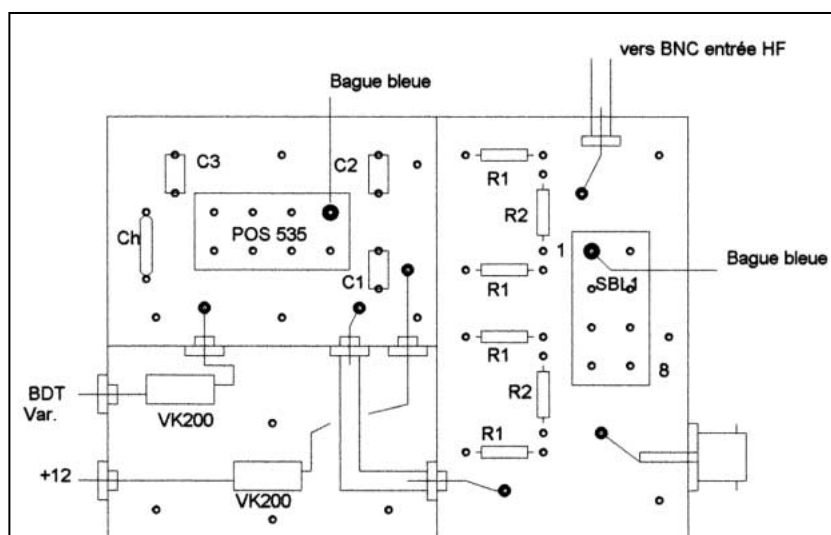 vers BNC entrée HF
Bague bleue
C3
C2
R1
R2
Ch
POS 535
1
SBL1
Bague bleue
C1
R1
R1
8
BDT
Var.
VK200
R2
R1
+12
VK200